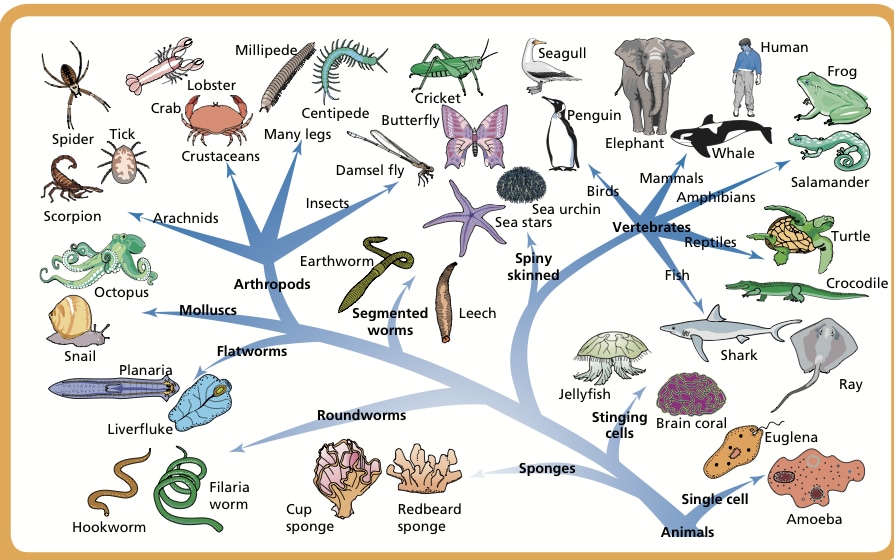 Millipede
Seagull
Human
Frog
Lobster
Cricket
Crab
Centipede
Butterfly
Penguin
Spider
Tick
Many legs
Elephant
Whale
Crustaceans
Damsel fly
Mammals
Salamander
Birds
Amphibians
Scorpion
Arachnids
Insects
Sea urchin
Sea stars
Vertebrates
Reptiles
Turtle
Earthworm
Spiny
skinned
Fish
Octopus
Arthropods
Crocodile
Molluscs
Segmented
worms
Leech
Snail
Flatworms
Shark
Planaria
Ray
Jellyfish
Liverfluke
Roundworms
Stinging
cells
Brain coral
Euglena
Sponges
Filaria
worm
Single cell
Hookworm
Cup
sponge
Redbeard
sponge
Animals
Amoeba